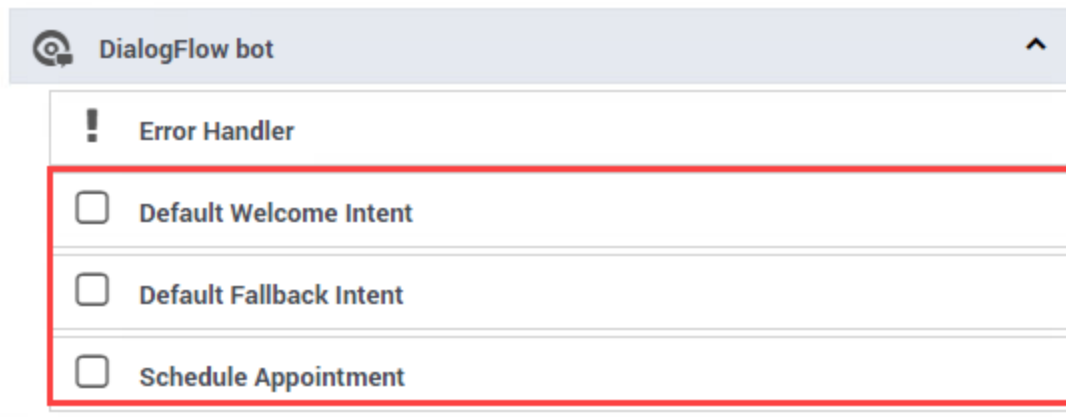 DialogFlow bot
Error Handler
Default Welcome Intent
Default Fallback Intent
Schedule Appointment